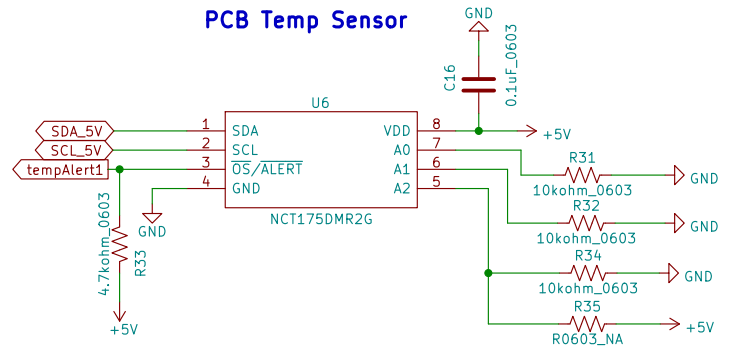 PCB Temp Sensor
GND
C16
0.1uF_0603
+5V
U6
SDA_5V
SCL_5V
tempAlert1
1 SDA
2 SCL
3 OS/ALERT
4 GND
VDD 8
A0 7
A1 6
A2 5
NCT175DMR2G
GND
4.7kohm_0603
R33
+5V
R31
10kohm_0603
GND
R32
10kohm_0603
GND
R34
10kohm_0603
GND
R35
R0603_NA
+5V